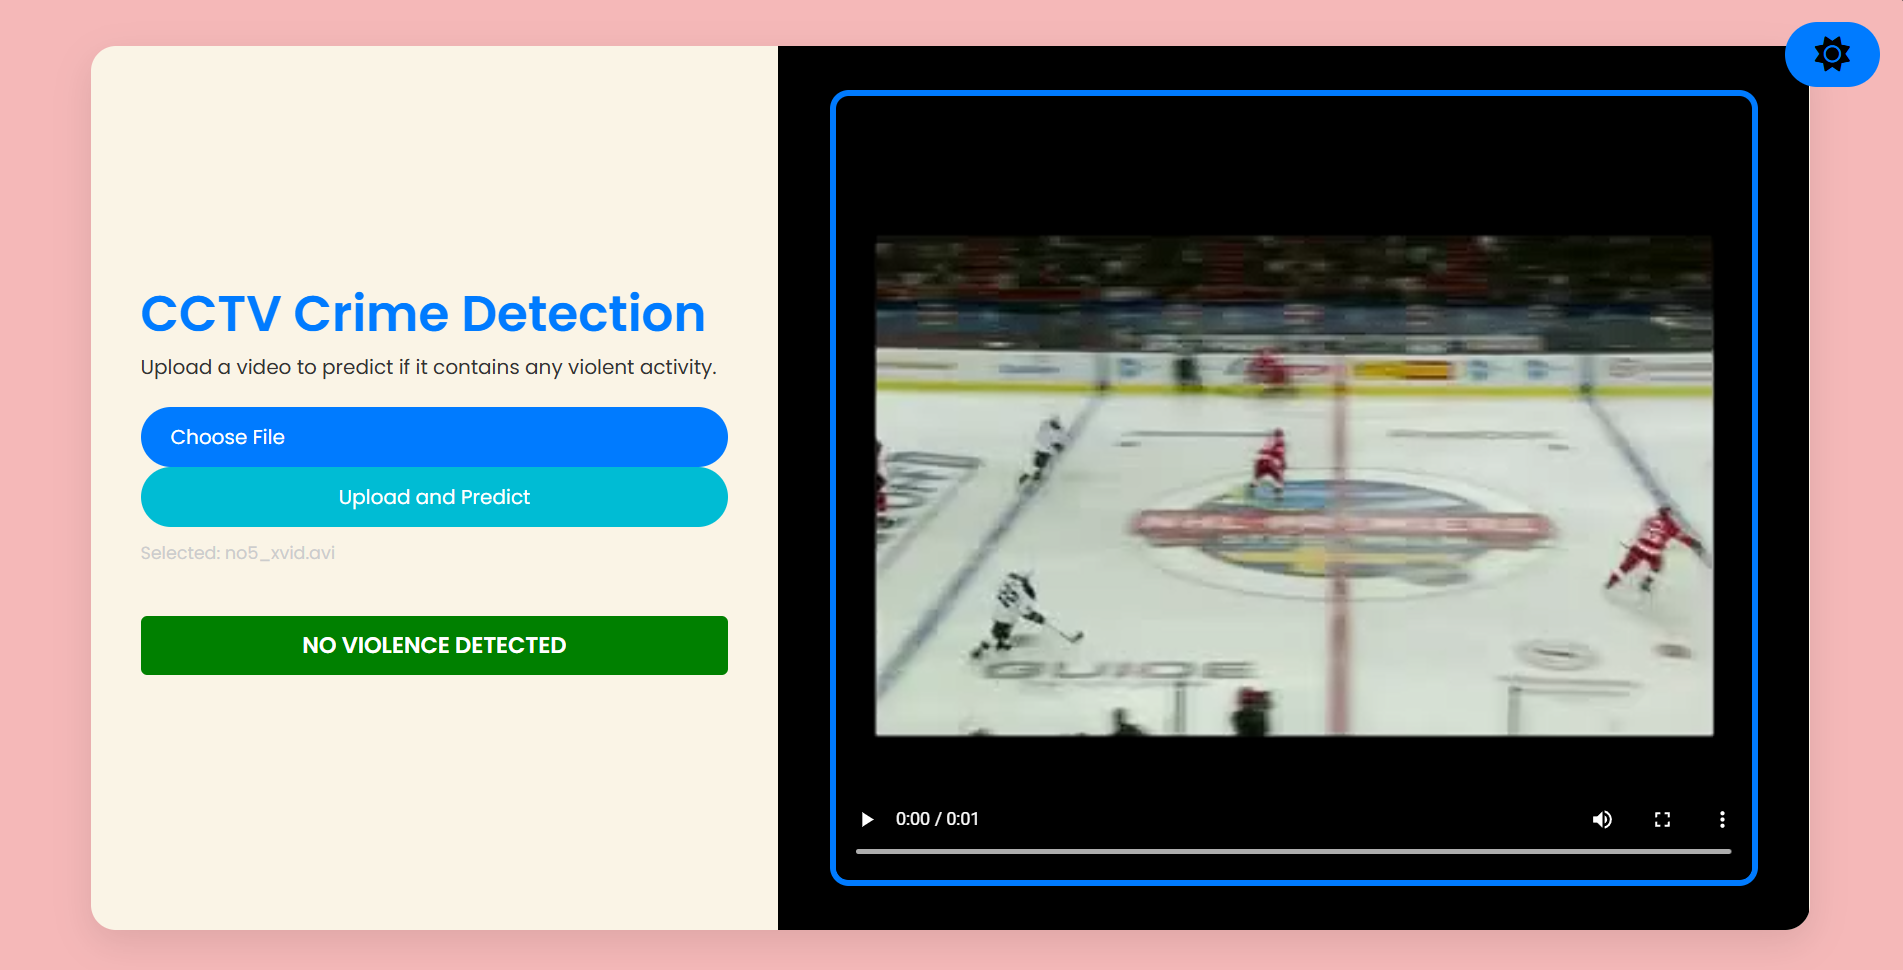 CCTV Crime Detection
Upload a video to predict if it contains any violent activity.
Choose File
Upload and Predict
Selected: no5_xvid.avi
NO VIOLENCE DETECTED
GUIDE
0:00 / 0:01